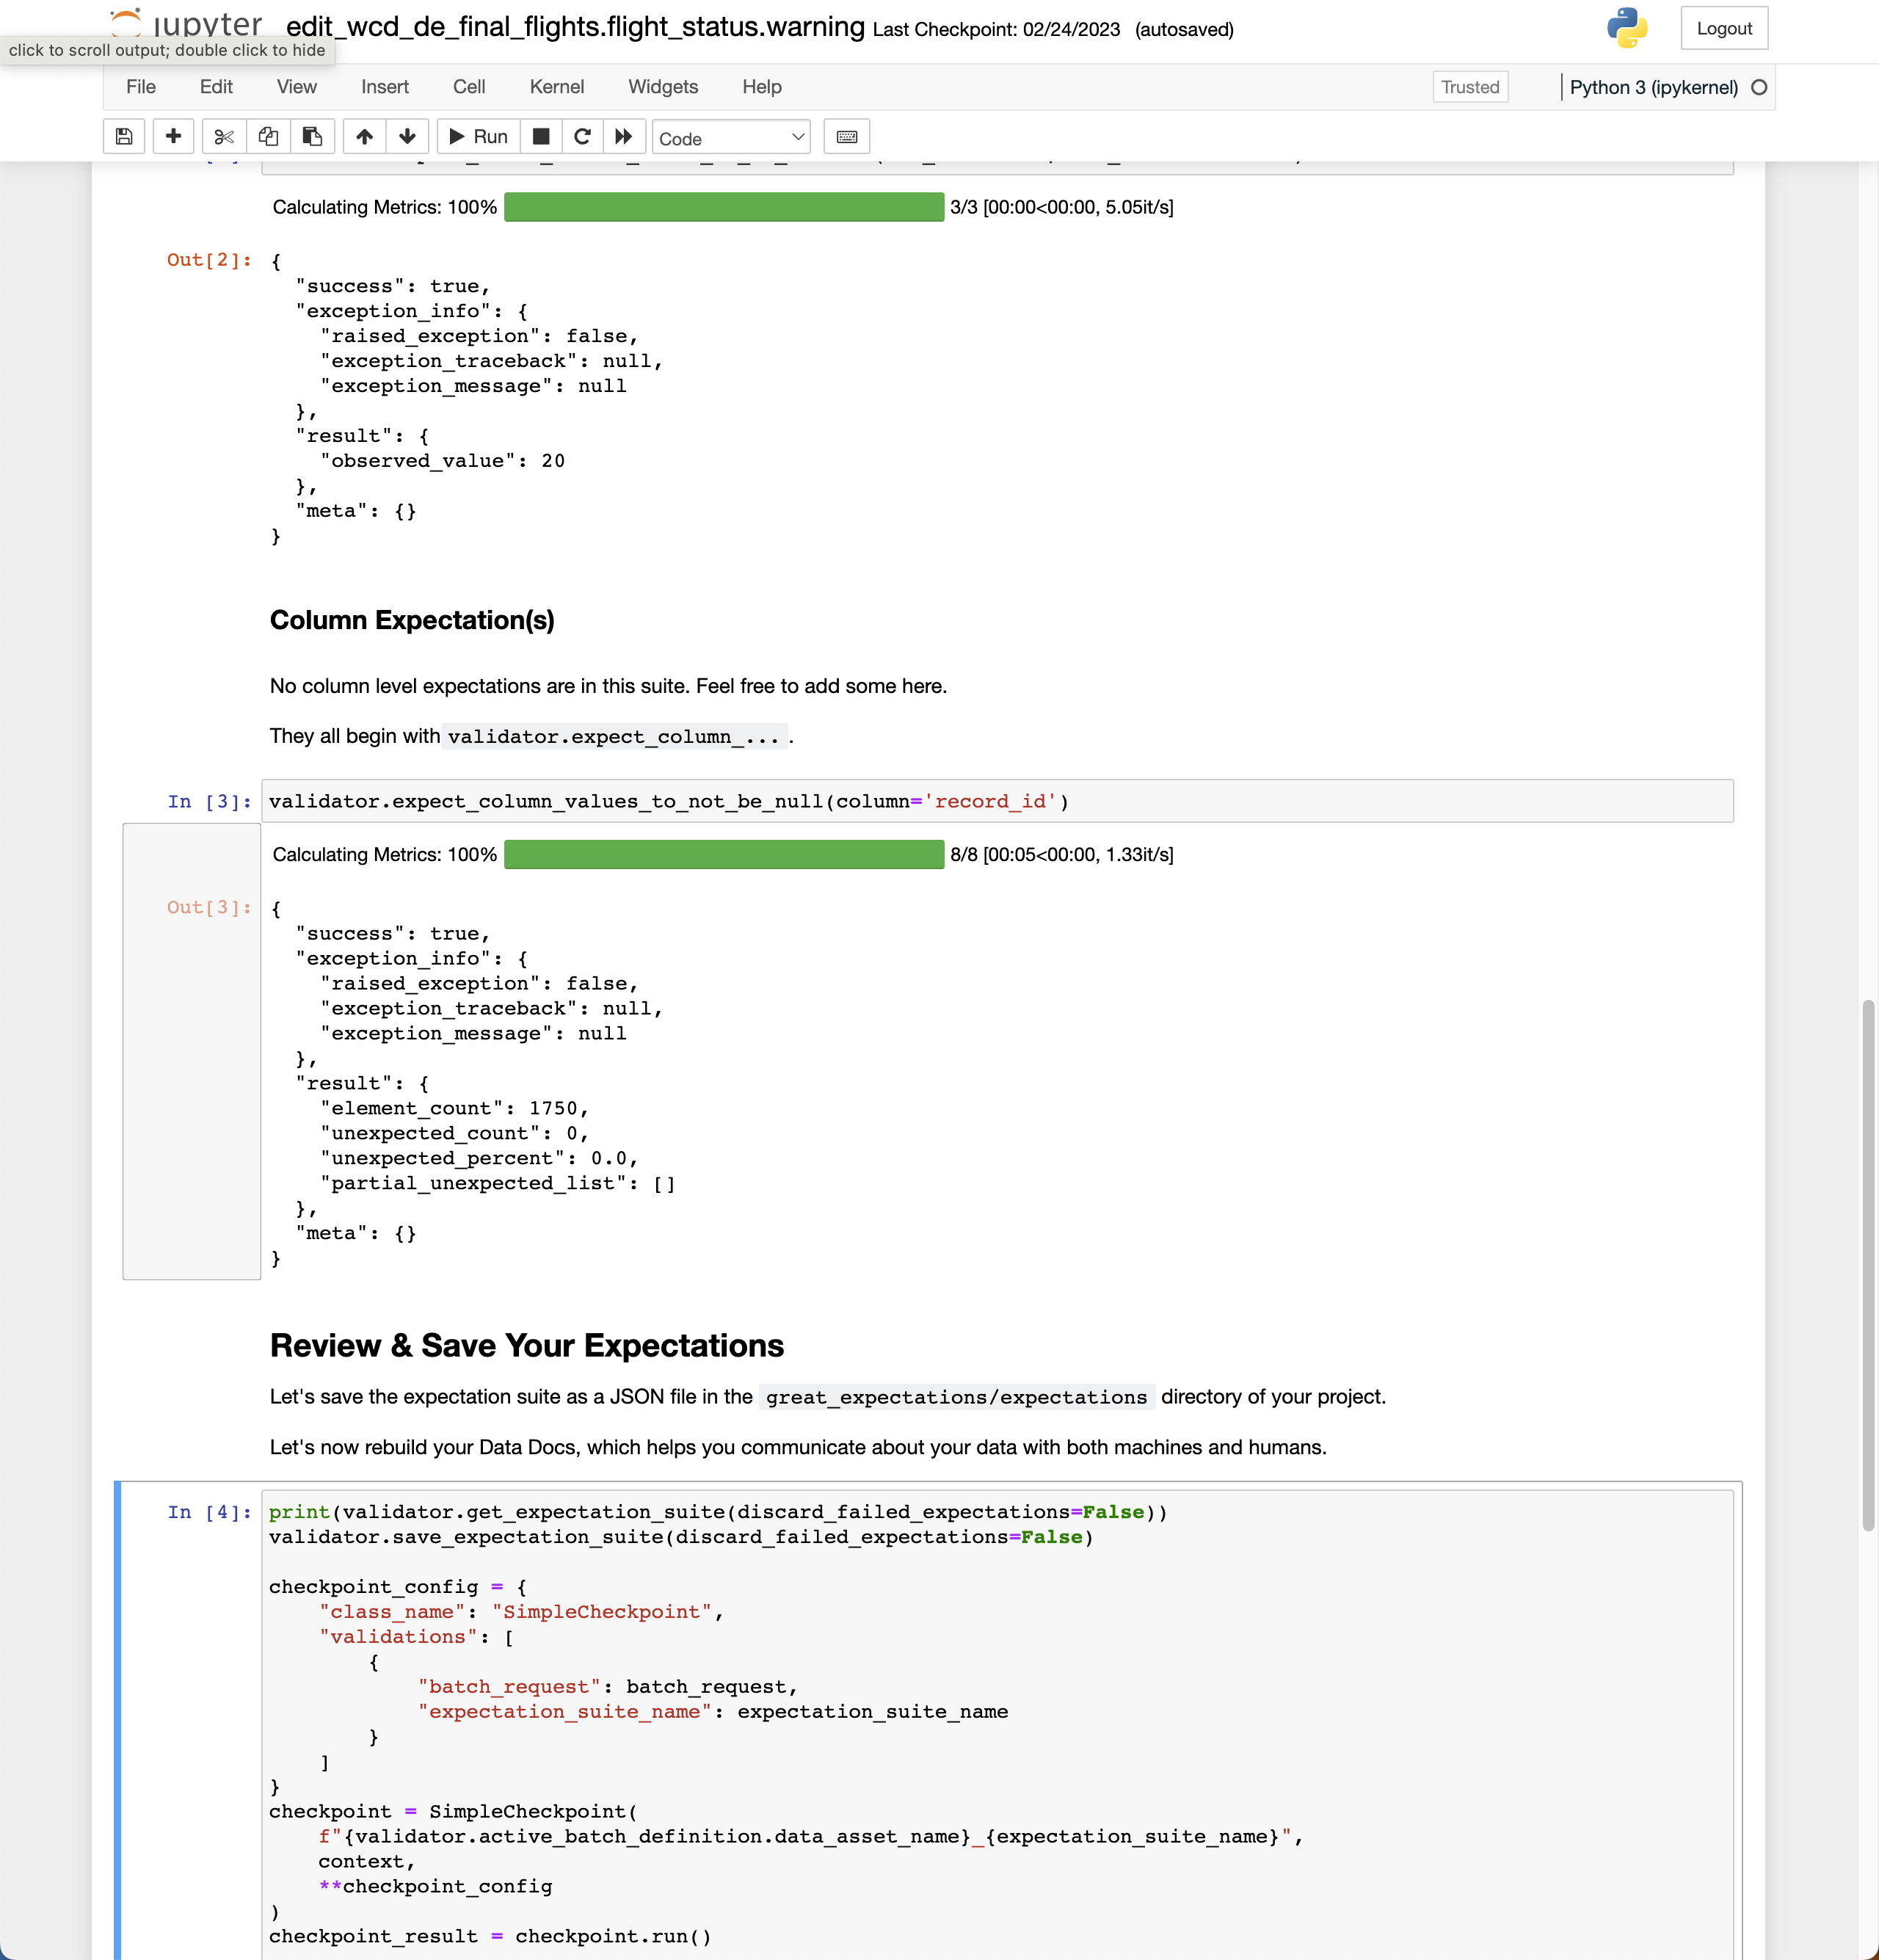 jupyter edit_wcd_de_final_flights.flight_status.warning Last Checkpoint: 02/24/2023 (autosaved)
Logout
click to scroll output; double click to hide
File Edit View Insert Cell Kernel Widgets Help
Trusted
Python 3 (ipykernel)
Run
Code
Calculating Metrics: 100% 3/3 [00:00<00:00, 5.05it/s]
Out[2]: {
"success": true,
"exception_info": {
"raised_exception": false,
"exception_traceback": null,
"exception_message": null
},
"result": {
"observed_value": 20
},
"meta": {}
}
Column Expectation(s)
No column level expectations are in this suite. Feel free to add some here.
They all begin with validator.expect_column_... .
In [3]: validator.expect_column_values_to_not_be_null(column='record_id')
Calculating Metrics: 100% 8/8 [00:05<00:00, 1.33it/s]
Out[3]: {
"success": true,
"exception_info": {
"raised_exception": false,
"exception_traceback": null,
"exception_message": null
},
"result": {
"element_count": 1750,
"unexpected_count": 0,
"unexpected_percent": 0.0,
"partial_unexpected_list": []
},
"meta": {}
}
Review & Save Your Expectations
Let's save the expectation suite as a JSON file in the great_expectations/expectations directory of your project.
Let's now rebuild your Data Docs, which helps you communicate about your data with both machines and humans.
In [4]: print(validator.get_expectation_suite(discard_failed_expectations=False))
validator.save_expectation_suite(discard_failed_expectations=False)
checkpoint_config = {
"class_name": "SimpleCheckpoint",
"validations": [
{
"batch_request": batch_request,
"expectation_suite_name": expectation_suite_name
}
]
}
checkpoint = SimpleCheckpoint(
f"{validator.active_batch_definition.data_asset_name}_{expectation_suite_name}",
context,
**checkpoint_config
)
checkpoint_result = checkpoint.run()